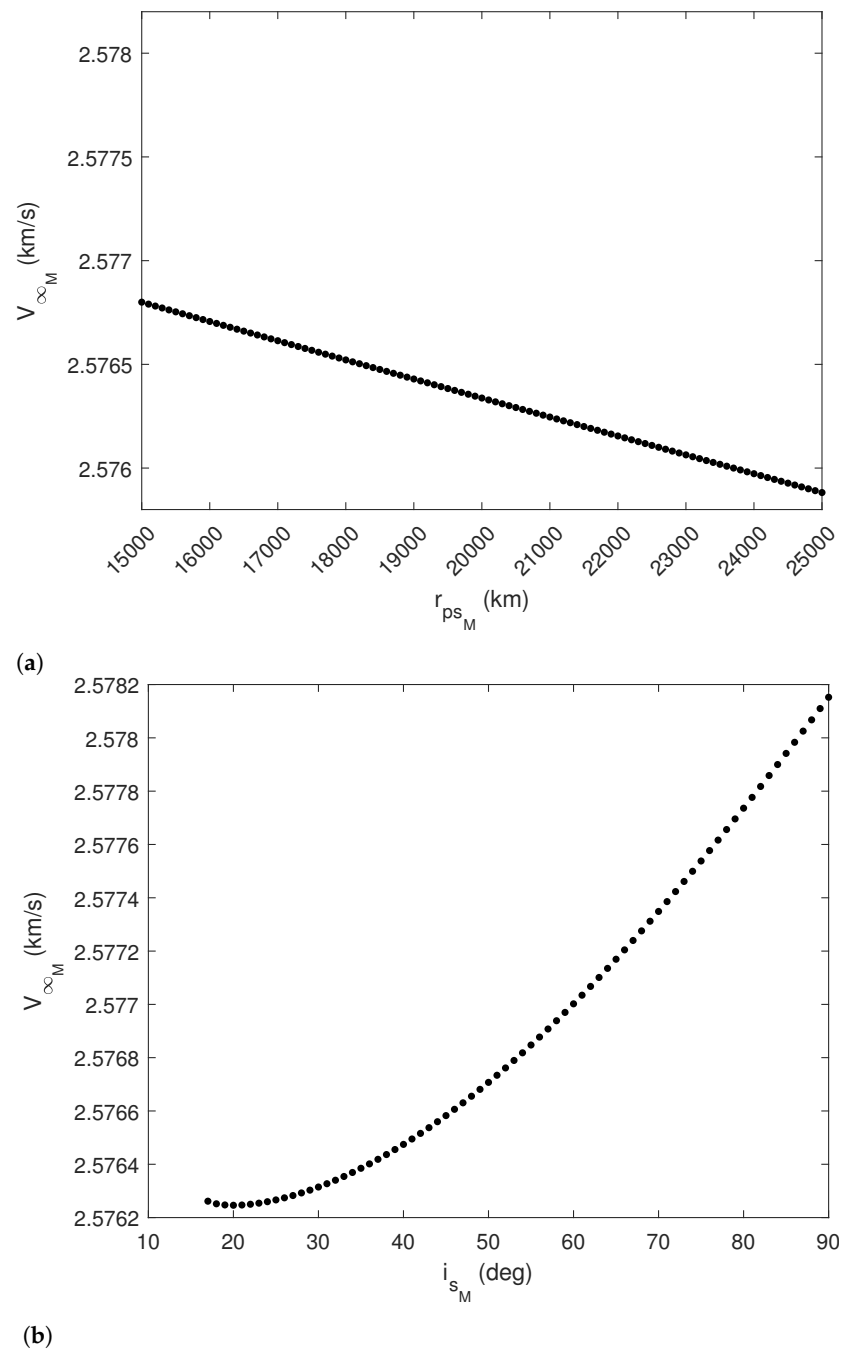 2.578
2.5775
2.577
2.5765
2.576
V∞M (km/s)
15000 16000 17000 18000 19000 20000 21000 22000 23000 24000 25000
rpsM (km)
(a)
2.5782
2.578
2.5778
2.5776
2.5774
2.5772
2.577
2.5768
2.5766
2.5764
2.5762
V∞M (km/s)
10 20 30 40 50 60 70 80 90
isM (deg)
(b)